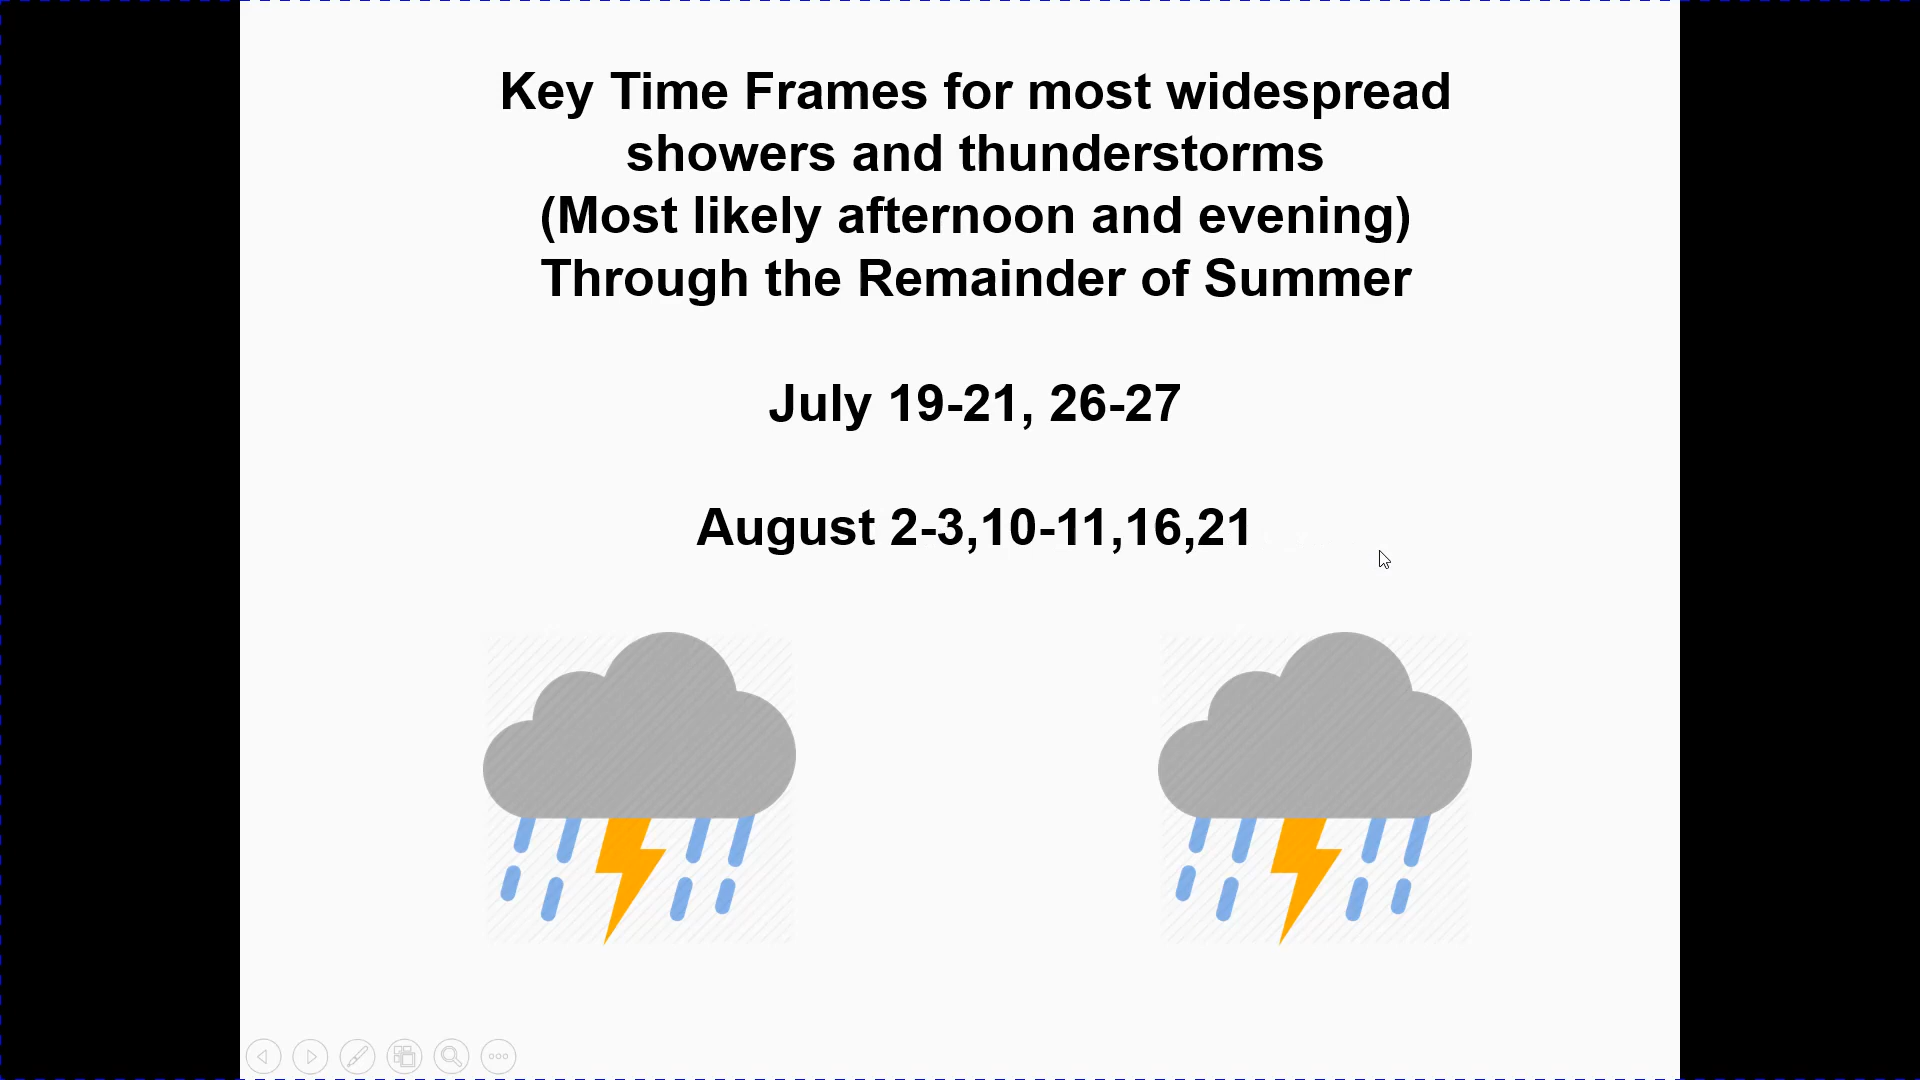 Key Time Frames for most widespread
showers and thunderstorms
(Most likely afternoon and evening)
Through the Remainder of Summer
July 19-21, 26-27
August 2-3,10-11,16,21